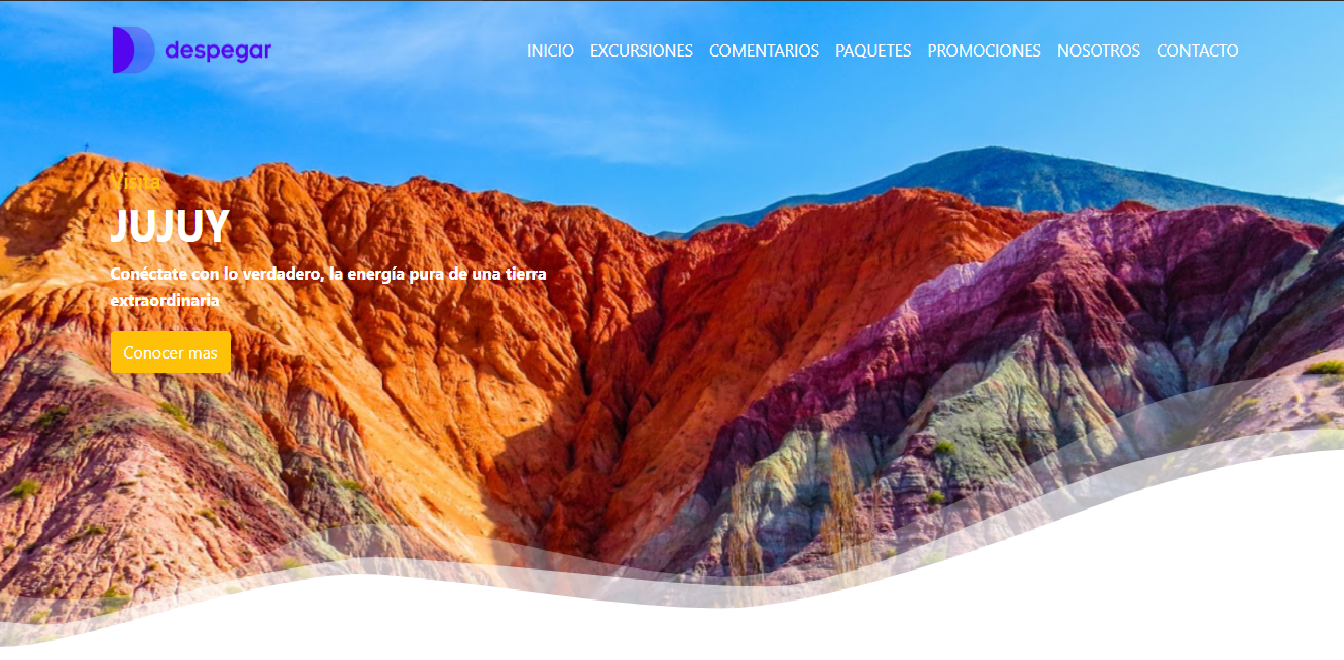 despegar
INICIO EXCURSIONES COMENTARIOS PAQUETES PROMOCIONES NOSOTROS CONTACTO
Visita
JUJUY
Conéctate con lo verdadero, la energía pura de una tierra
extraordinaria
Conocer mas